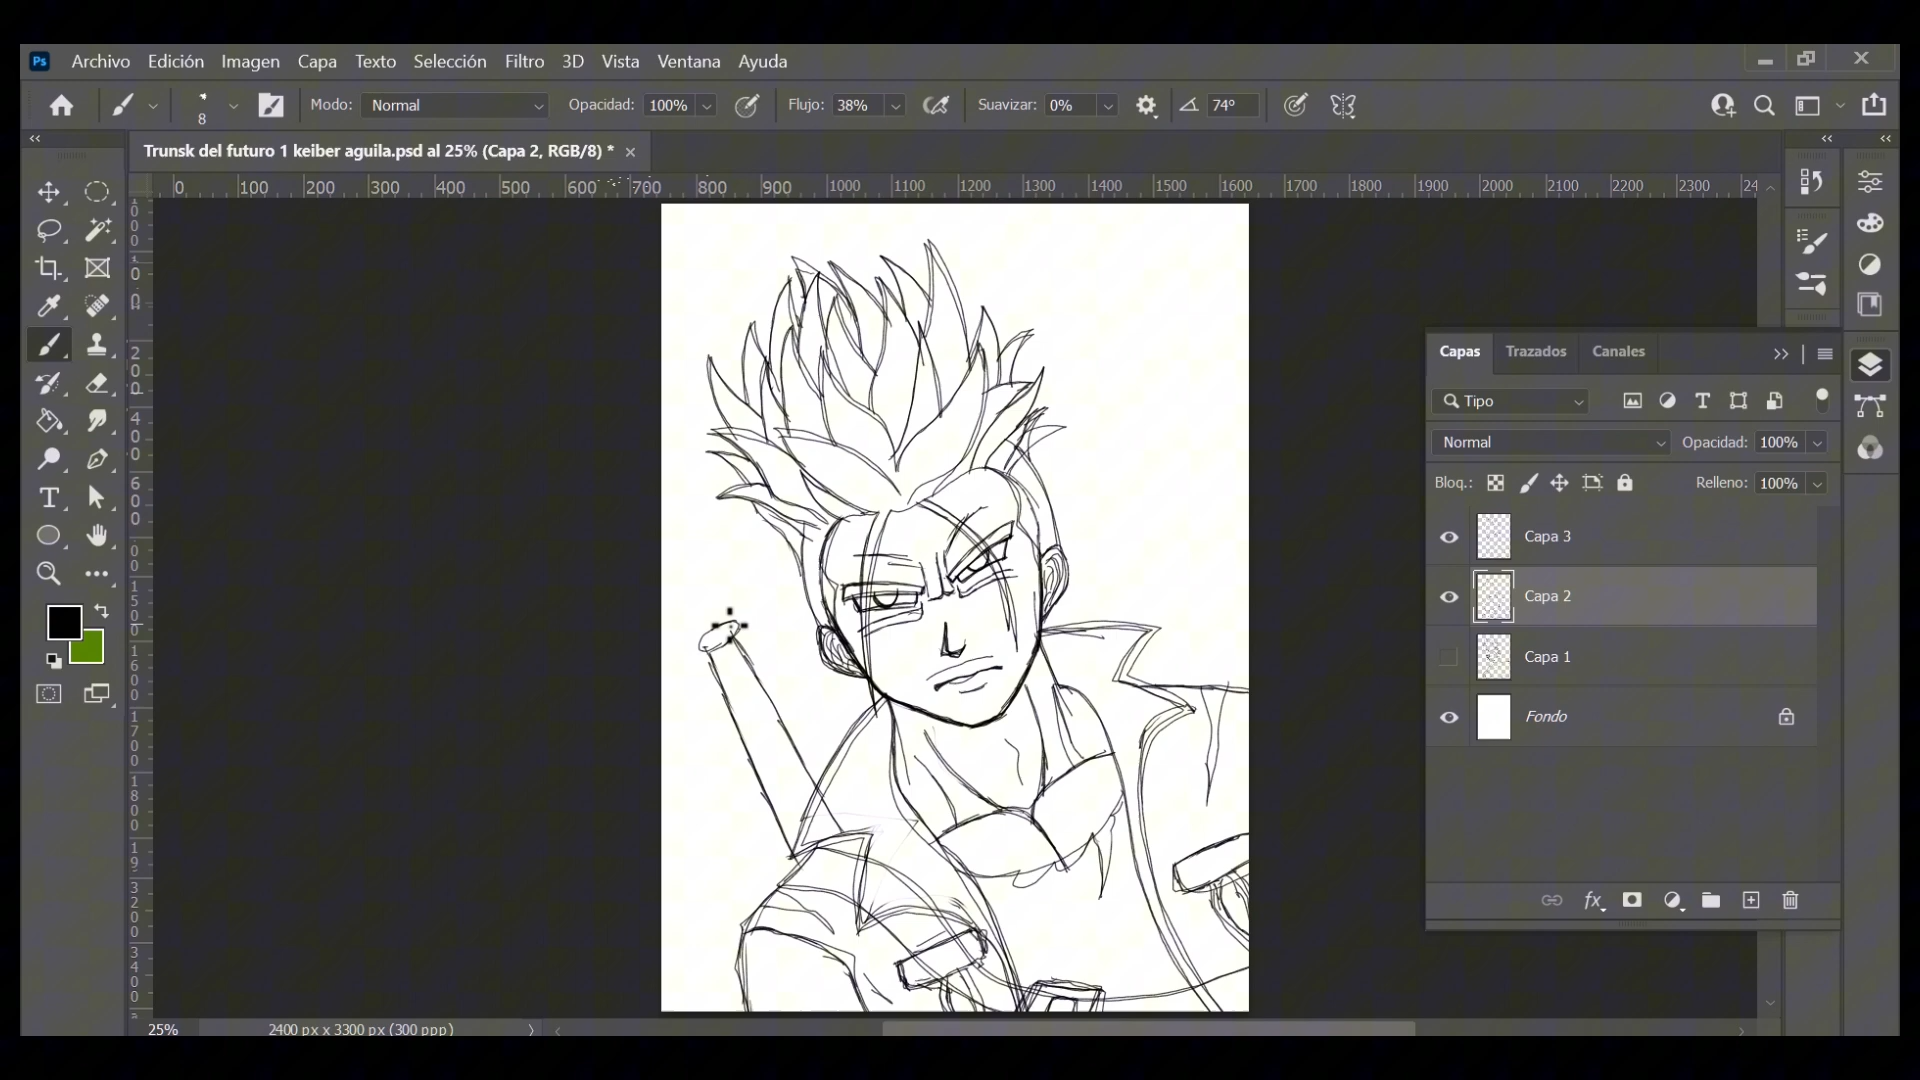 Ps Archivo Edición Imagen Capa Texto Selección Filtro 3D Vista Ventana Ayuda
8 Modo: Normal Opacidad: 100% Flujo: 38% Suavizar: 0% 74°
Trunsk del futuro 1 keiber aguila.psd al 25% (Capa 2, RGB/8) *
0 100 200 300 400 500 600 700 800 900 1000 1100 1200 1300 1400 1500 1600 1700 1800 1900 2000 2100 2200 2300
Capas Trazados Canales
Tipo
Normal Opacidad: 100%
Bloq.: Relleno: 100%
Capa 3
Capa 2
Capa 1
Fondo
fx
25% 2400 px x 3300 px (300 ppp)